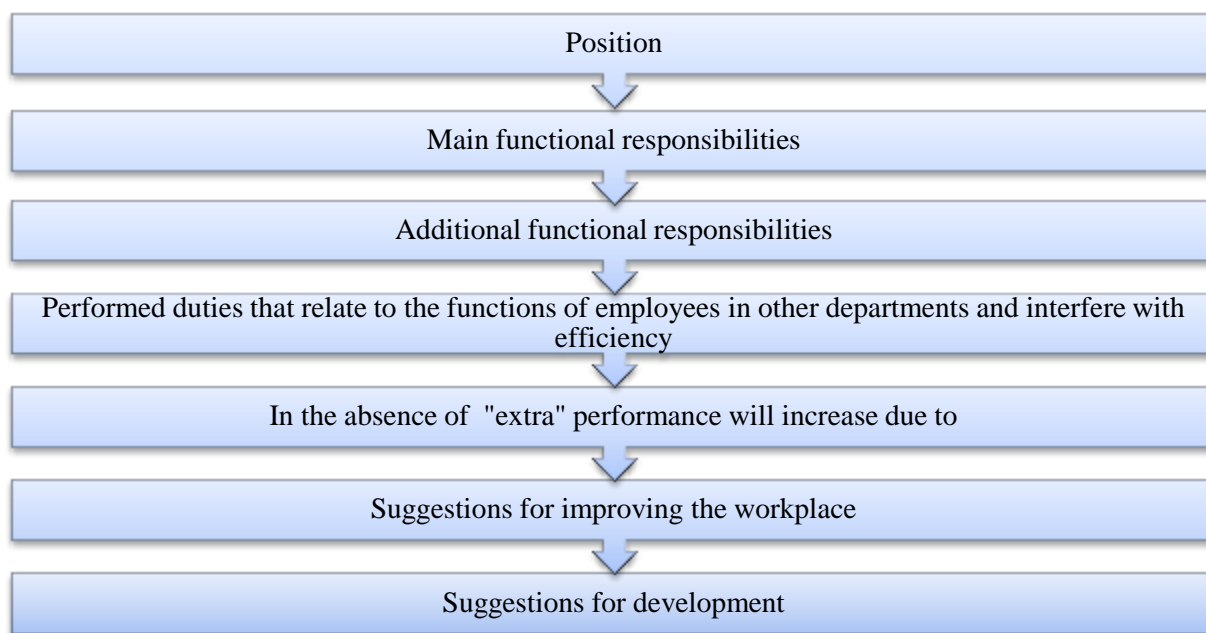 Position
Main functional responsibilities
Additional functional responsibilities
Performed duties that relate to the functions of employees in other departments and interfere with
efficiency
In the absence of "extra" performance will increase due to
Suggestions for improving the workplace
Suggestions for development